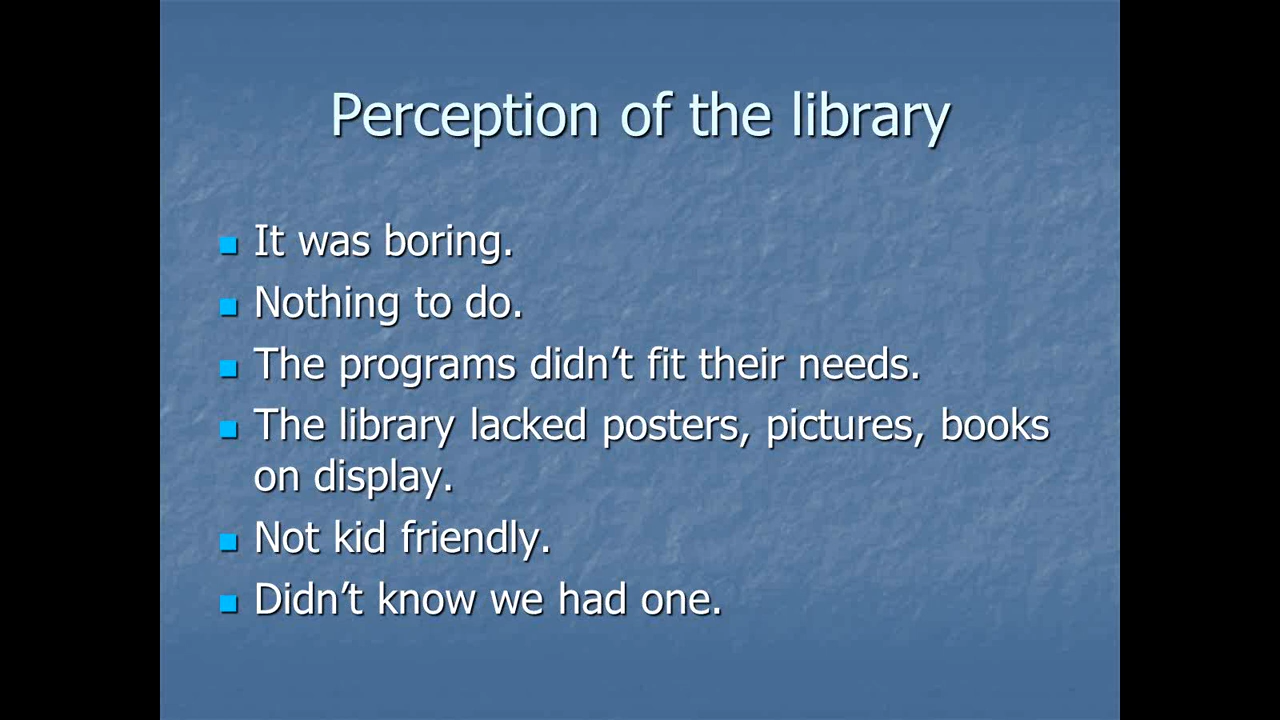 Perception of the library
It was boring.
Nothing to do.
The programs didn’t fit their needs.
The library lacked posters, pictures, books
on display.
Not kid friendly.
Didn’t know we had one.